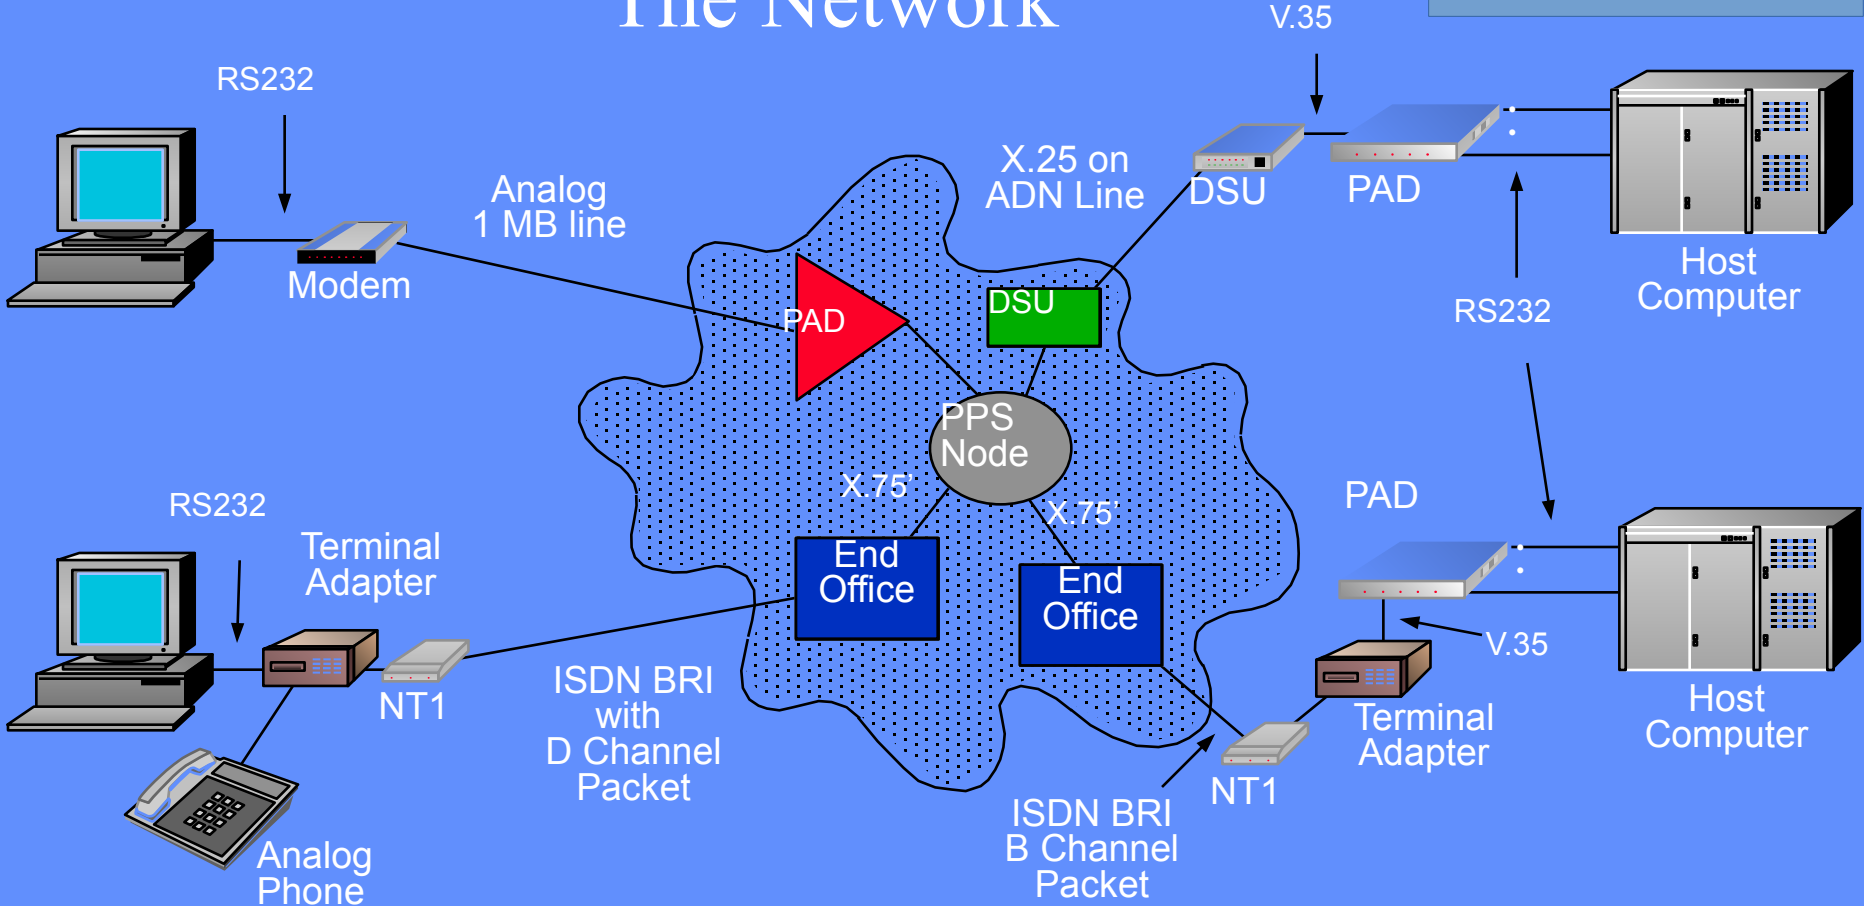 The Network
V.35
RS232
Analog
1 MB line
Modem
X.25 on
ADN Line
DSU
PAD
Host
Computer
RS232
PAD
DSU
PPS
Node
X.75’
X.75’
End
Office
End
Office
RS232
Terminal
Adapter
NT1
ISDN BRI
with
D Channel
Packet
Analog
Phone
PAD
V.35
Terminal
Adapter
Host
Computer
NT1
ISDN BRI
B Channel
Packet